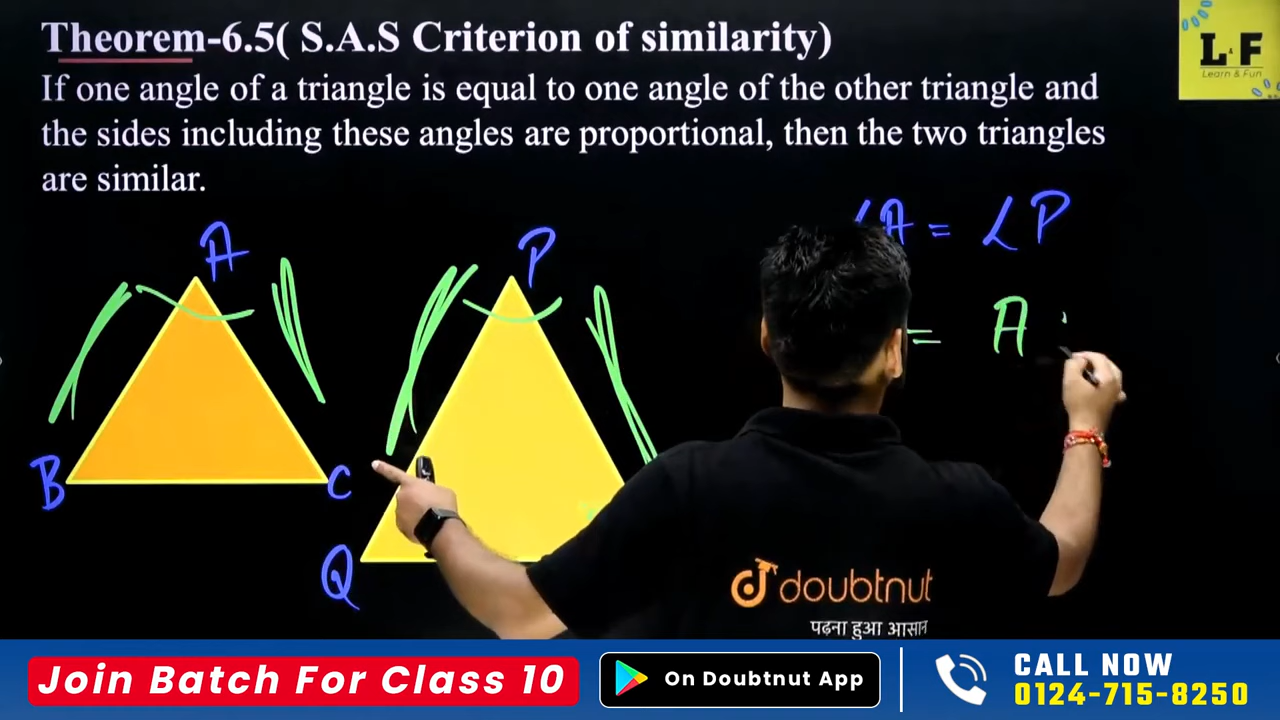 Theorem-6.5( S.A.S Criterion of similarity)
If one angle of a triangle is equal to one angle of the other triangle and
the sides including these angles are proportional, then the two triangles
are similar.
L & F
Learn & Fun
∠A = ∠P
A
P
= A
B
C
Q
doubtnut
पढ़ना हुआ आसान
Join Batch For Class 10
On Doubtnut App
CALL NOW
0124-715-8250